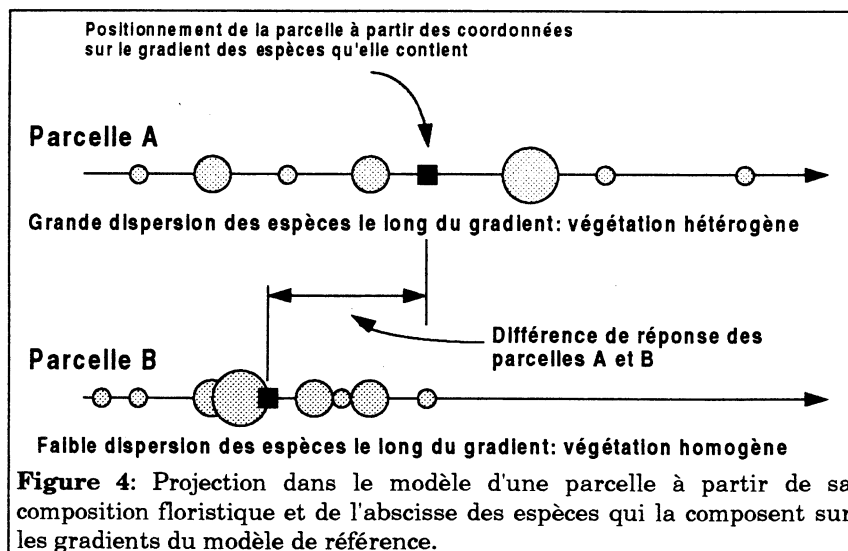 Positionnement de la parcelle à partir des coordonnées
sur le gradient des espèces qu'elle contient
Parcelle A
Grande dispersion des espèces le long du gradient: végétation hétérogène
Différence de réponse des
parcelles A et B
Parcelle B
Faible dispersion des espèces le long du gradient: végétation homogène
Figure 4: Projection dans le modèle d'une parcelle à partir de sa
composition floristique et de l'abscisse des espèces qui la composent sur
les gradients du modèle de référence.